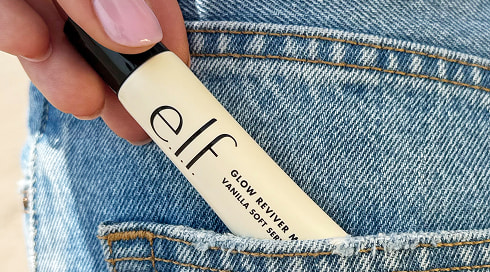 e.l.f.
GLOW REVIVER
VANILLA SOFT